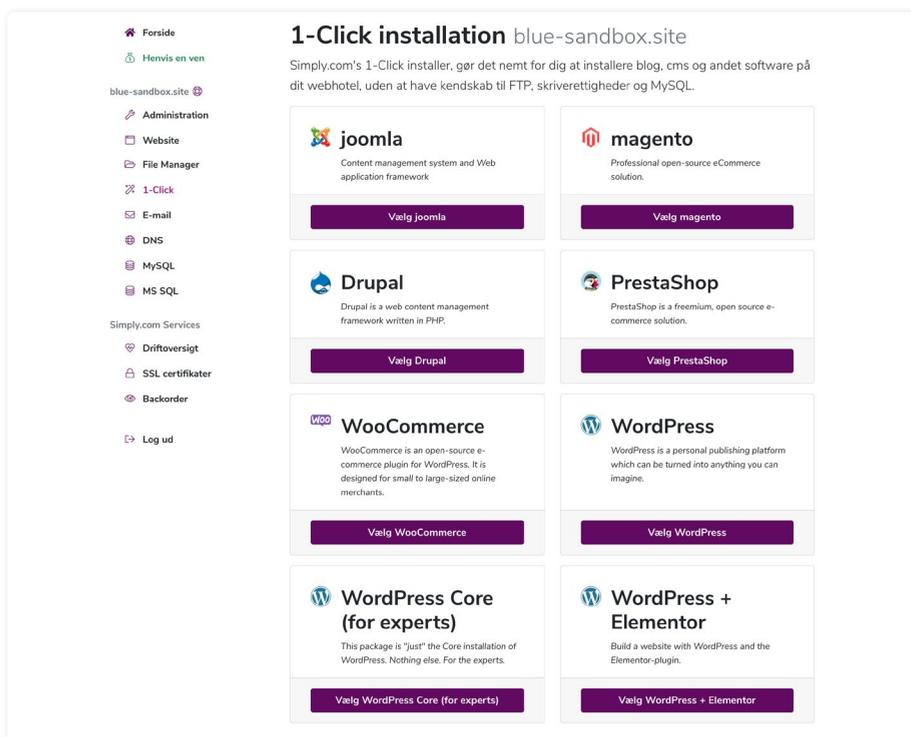 Forside
Henvis en ven
blue-sandbox.site
Administration
Website
File Manager
1-Click
E-mail
DNS
MySQL
MS SQL
Simply.com Services
Driftoversigt
SSL certifikater
Backorder
Log ud
1-Click installation blue-sandbox.site
Simply.com's 1-Click installer, gør det nemt for dig at installere blog, cms og andet software på
dit webhotel, uden at have kendskab til FTP, skriverettigheder og MySQL.
joomla
Content management system and Web
application framework
Vælg joomla
magento
Professional open-source eCommerce
solution.
Vælg magento
Drupal
Drupal is a web content management
framework written in PHP.
Vælg Drupal
PrestaShop
PrestaShop is a freemium, open source e-
commerce solution.
Vælg PrestaShop
WOO
WooCommerce
WooCommerce is an open-source e-
commerce plugin for WordPress. It is
designed for small to large-sized online
merchants.
Vælg WooCommerce
WordPress
WordPress is a personal publishing platform
which can be turned into anything you can
imagine.
Vælg WordPress
WordPress Core
(for experts)
This package is "just" the Core installation of
WordPress. Nothing else. For the experts.
Vælg WordPress Core (for experts)
WordPress +
Elementor
Build a website with WordPress and the
Elementor-plugin.
Vælg WordPress + Elementor